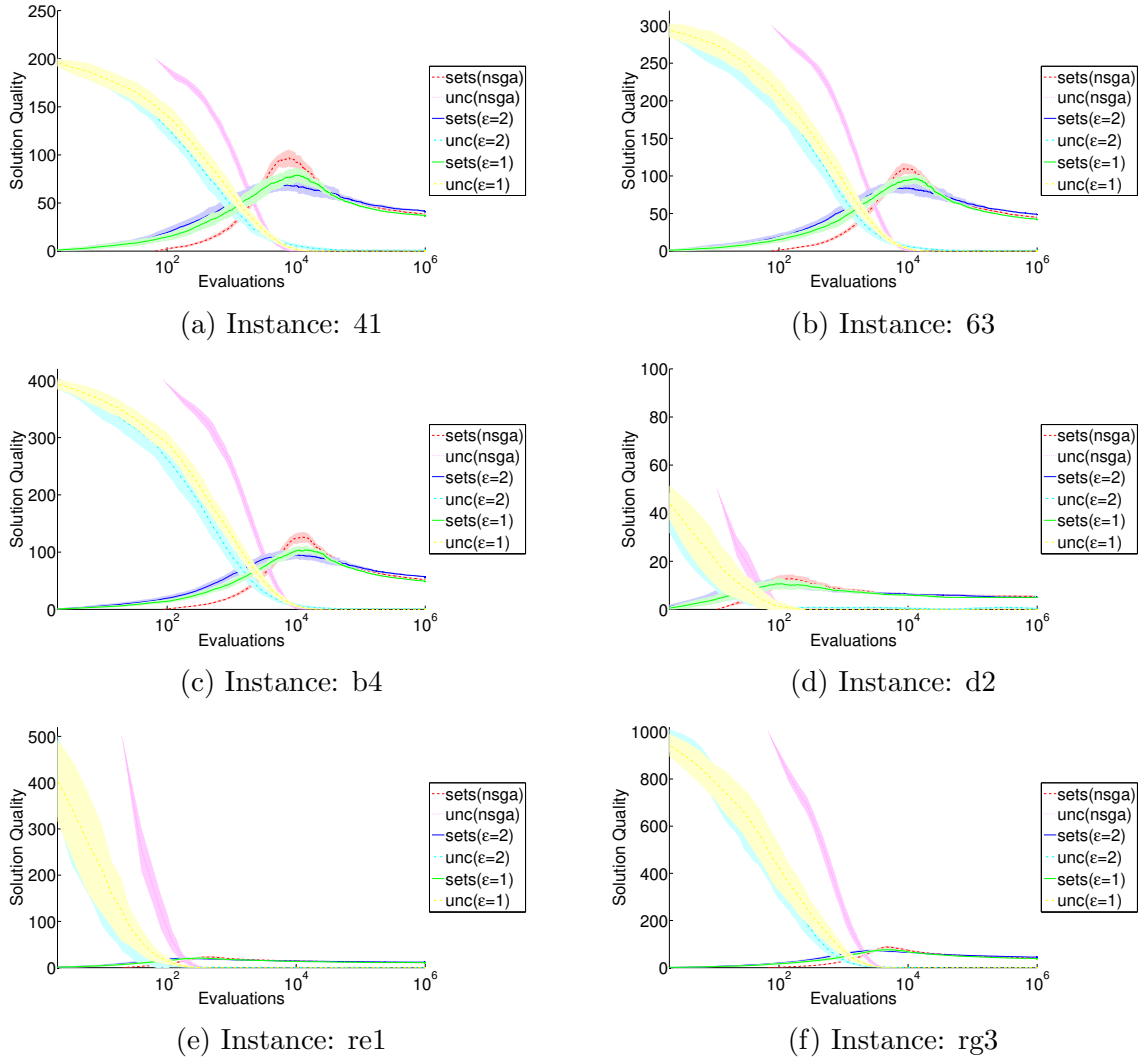 250
200
150
100
50
0
Solution Quality
10^2
10^4
10^6
Evaluations
sets(nsga)
unc(nsga)
sets(ε=2)
unc(ε=2)
sets(ε=1)
unc(ε=1)
(a) Instance: 41
300
250
200
150
100
50
0
Solution Quality
10^2
10^4
10^6
Evaluations
sets(nsga)
unc(nsga)
sets(ε=2)
unc(ε=2)
sets(ε=1)
unc(ε=1)
(b) Instance: 63
400
300
200
100
0
Solution Quality
10^2
10^4
10^6
Evaluations
sets(nsga)
unc(nsga)
sets(ε=2)
unc(ε=2)
sets(ε=1)
unc(ε=1)
(c) Instance: b4
100
80
60
40
20
0
Solution Quality
10^2
10^4
10^6
Evaluations
sets(nsga)
unc(nsga)
sets(ε=2)
unc(ε=2)
sets(ε=1)
unc(ε=1)
(d) Instance: d2
500
400
300
200
100
0
Solution Quality
10^2
10^4
10^6
Evaluations
sets(nsga)
unc(nsga)
sets(ε=2)
unc(ε=2)
sets(ε=1)
unc(ε=1)
(e) Instance: re1
1000
800
600
400
200
0
Solution Quality
10^2
10^4
10^6
Evaluations
sets(nsga)
unc(nsga)
sets(ε=2)
unc(ε=2)
sets(ε=1)
unc(ε=1)
(f) Instance: rg3